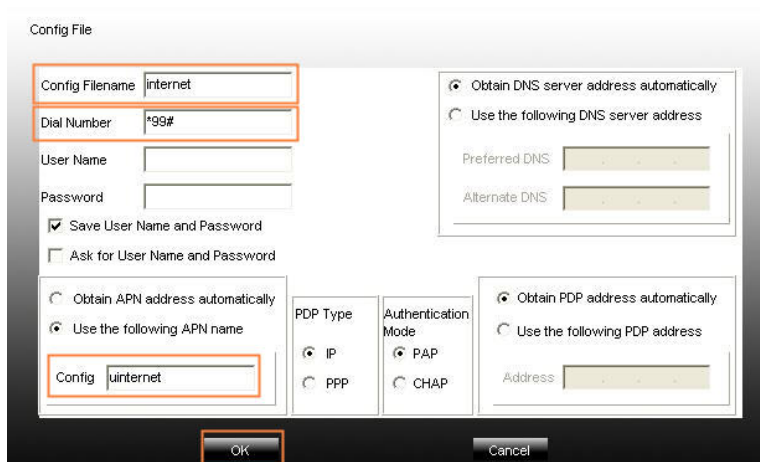 Config File
Config Filename internet
Dial Number *99#
User Name
Password
Save User Name and Password
Ask for User Name and Password
Obtain DNS server address automatically
Use the following DNS server address
Preferred DNS
Alternate DNS
Obtain APN address automatically
Use the following APN name
Config uinternet
PDP Type
IP
PPP
Authentication
Mode
PAP
CHAP
Obtain PDP address automatically
Use the following PDP address
Address
OK
Cancel